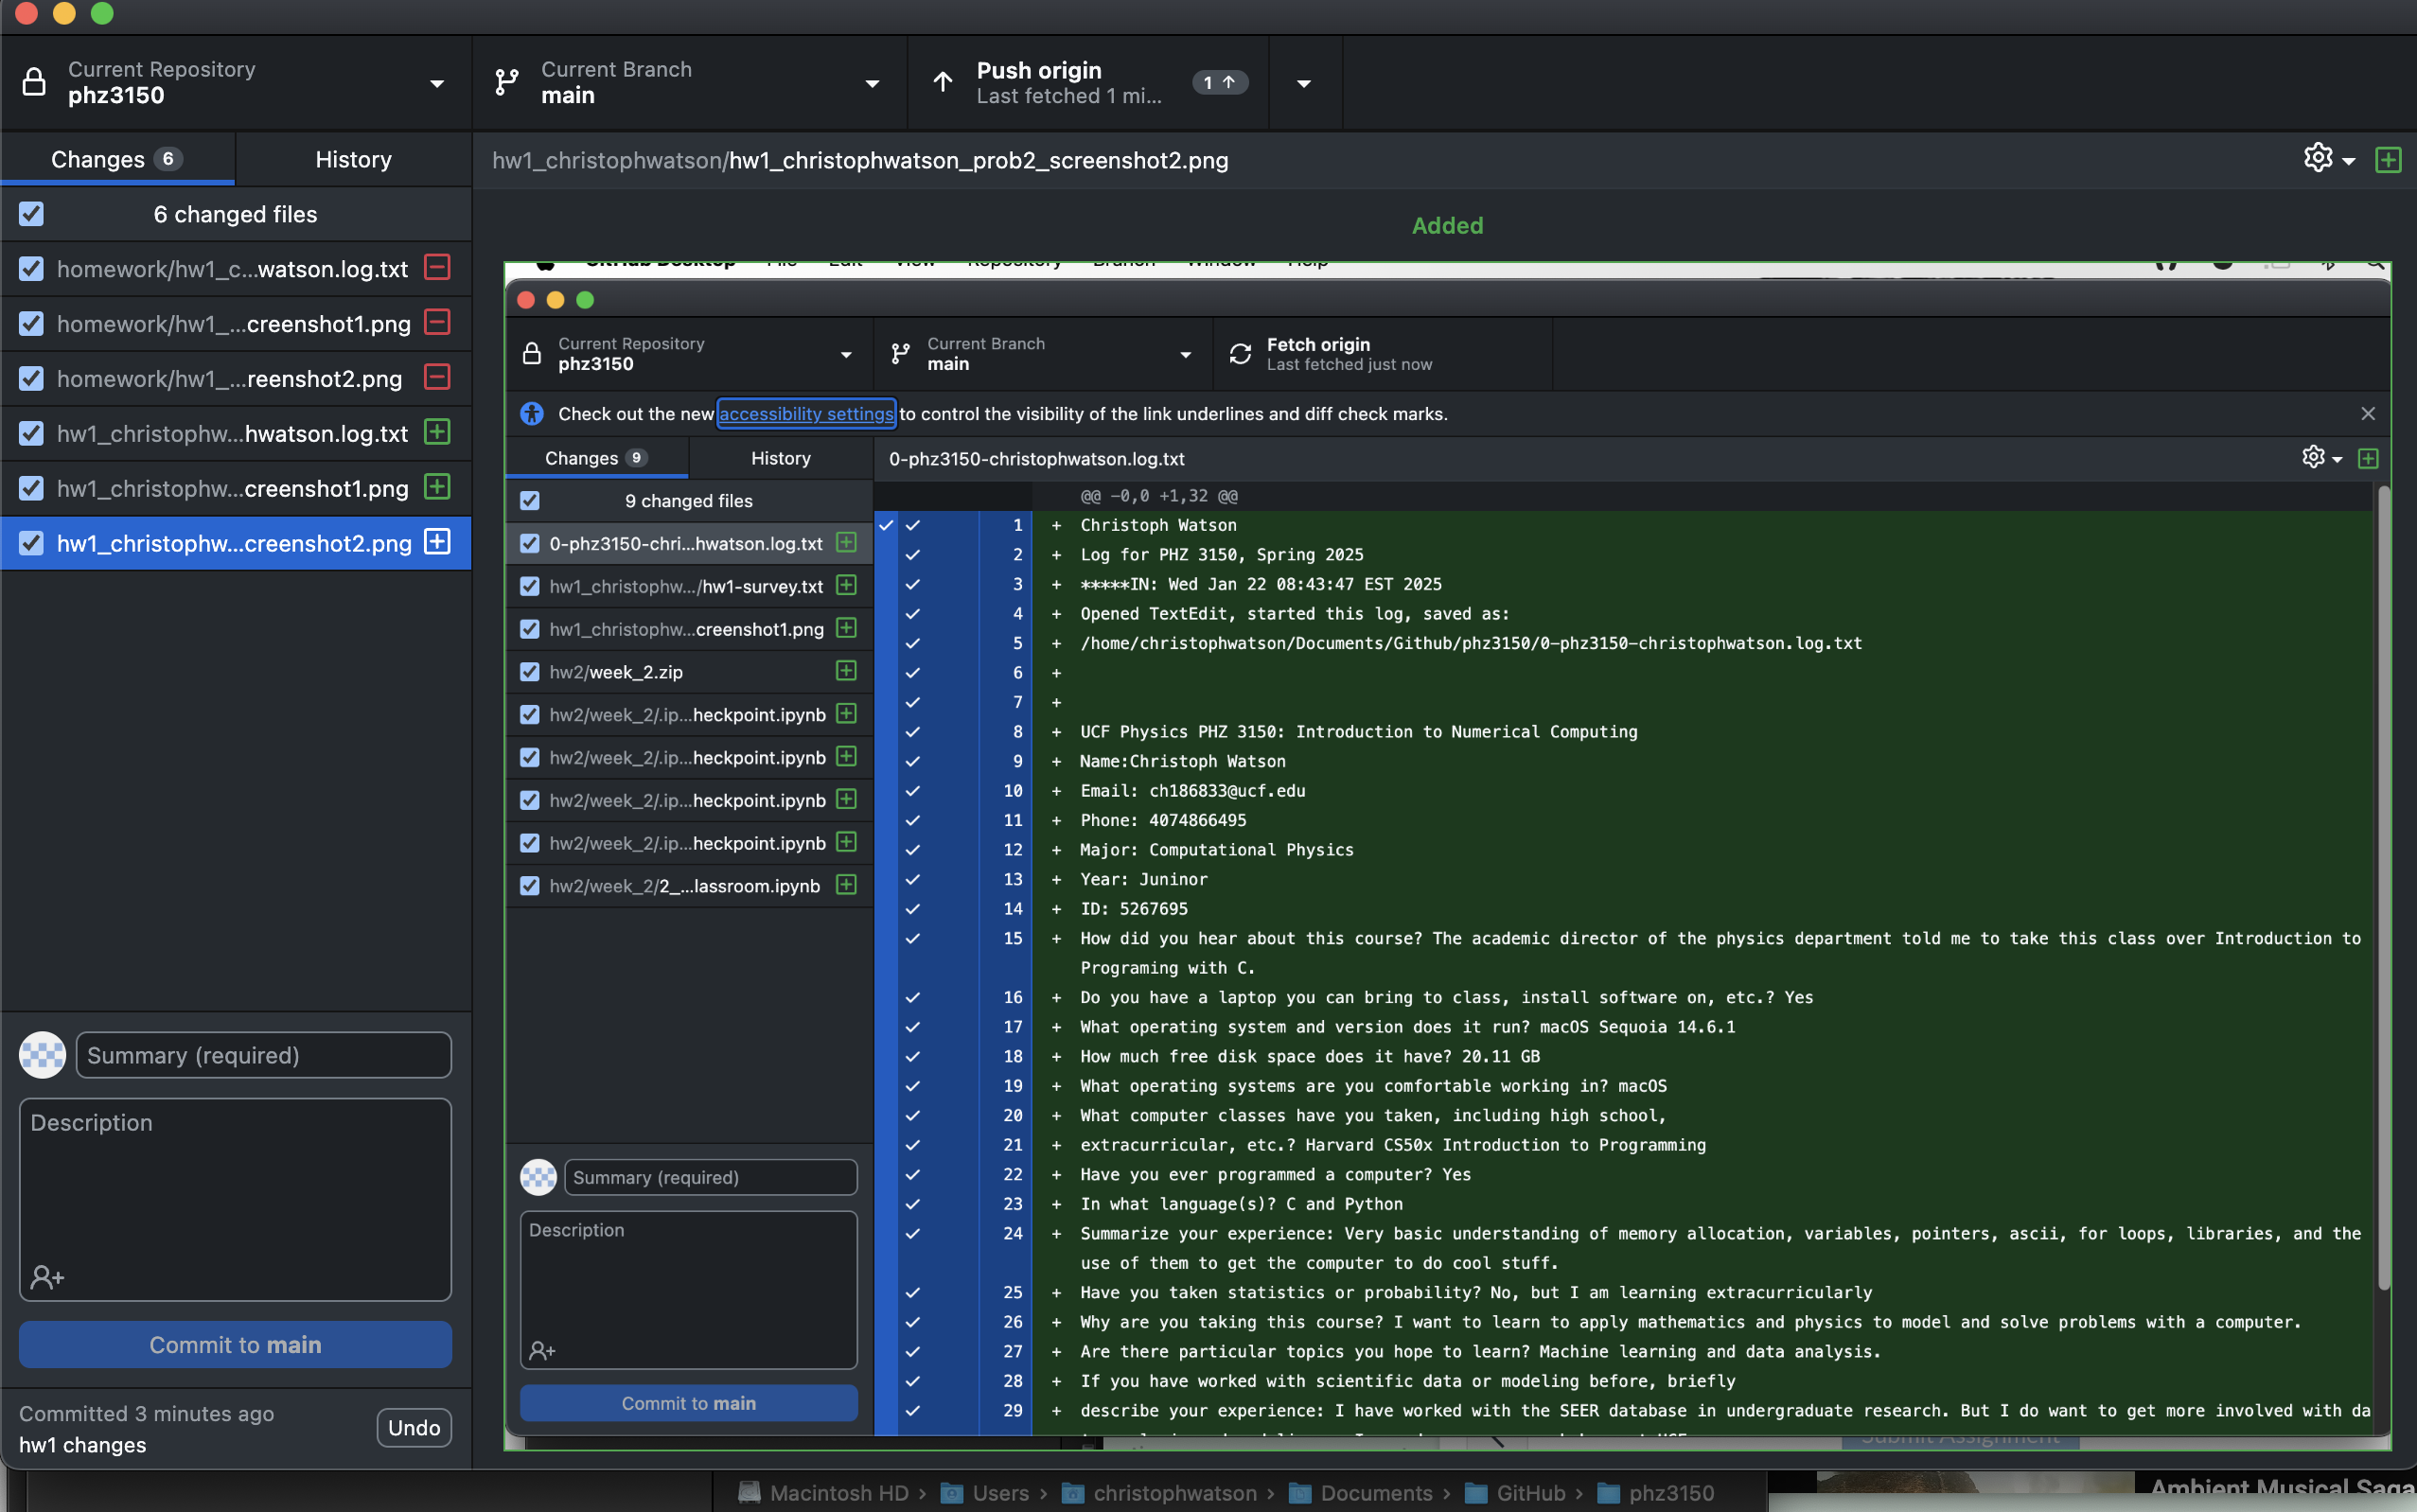 Current Repository
phz3150
Current Branch
main
Push origin
Last fetched 1 mi...
1
Changes 6
History
6 changed files
homework/hw1_c...watson.log.txt
homework/hw1_...creenshot1.png
homework/hw1_...reenshot2.png
hw1_christophw...hwatson.log.txt
hw1_christophw...creenshot1.png
hw1_christophw...creenshot2.png
Summary (required)
Description
Commit to main
Committed 3 minutes ago
hw1 changes
Undo
hw1_christophwatson/hw1_christophwatson_prob2_screenshot2.png
Added
GitHub Desktop File Edit View Repository Branch Window Help
Current Repository
phz3150
Current Branch
main
Fetch origin
Last fetched just now
Check out the new accessibility settings to control the visibility of the link underlines and diff check marks.
Changes 9
History
9 changed files
0-phz3150-chri...hwatson.log.txt
hw1_christophw.../hw1-survey.txt
hw1_christophw...creenshot1.png
hw2/week_2.zip
hw2/week_2/.ip...heckpoint.ipynb
hw2/week_2/.ip...heckpoint.ipynb
hw2/week_2/.ip...heckpoint.ipynb
hw2/week_2/.ip...heckpoint.ipynb
hw2/week_2/2_...lassroom.ipynb
Summary (required)
Description
Commit to main
0-phz3150-christophwatson.log.txt
@@ -0,0 +1,32 @@
1 + Christoph Watson
2 + Log for PHZ 3150, Spring 2025
3 + *****IN: Wed Jan 22 08:43:47 EST 2025
4 + Opened TextEdit, started this log, saved as:
5 + /home/christophwatson/Documents/Github/phz3150/0-phz3150-christophwatson.log.txt
6 +
7 +
8 + UCF Physics PHZ 3150: Introduction to Numerical Computing
9 + Name:Christoph Watson
10 + Email: ch186833@ucf.edu
11 + Phone: 4074866495
12 + Major: Computational Physics
13 + Year: Juninor
14 + ID: 5267695
15 + How did you hear about this course? The academic director of the physics department told me to take this class over Introduction to
Programing with C.
16 + Do you have a laptop you can bring to class, install software on, etc.? Yes
17 + What operating system and version does it run? macOS Sequoia 14.6.1
18 + How much free disk space does it have? 20.11 GB
19 + What operating systems are you comfortable working in? macOS
20 + What computer classes have you taken, including high school,
21 + extracurricular, etc.? Harvard CS50x Introduction to Programming
22 + Have you ever programmed a computer? Yes
23 + In what language(s)? C and Python
24 + Summarize your experience: Very basic understanding of memory allocation, variables, pointers, ascii, for loops, libraries, and the
use of them to get the computer to do cool stuff.
25 + Have you taken statistics or probability? No, but I am learning extracurricularly
26 + Why are you taking this course? I want to learn to apply mathematics and physics to model and solve problems with a computer.
27 + Are there particular topics you hope to learn? Machine learning and data analysis.
28 + If you have worked with scientific data or modeling before, briefly
29 + describe your experience: I have worked with the SEER database in undergraduate research. But I do want to get more involved with da
Submit Assignment
Macintosh HD › Users › christophwatson › Documents › GitHub › phz3150
Ambient Musical Saga